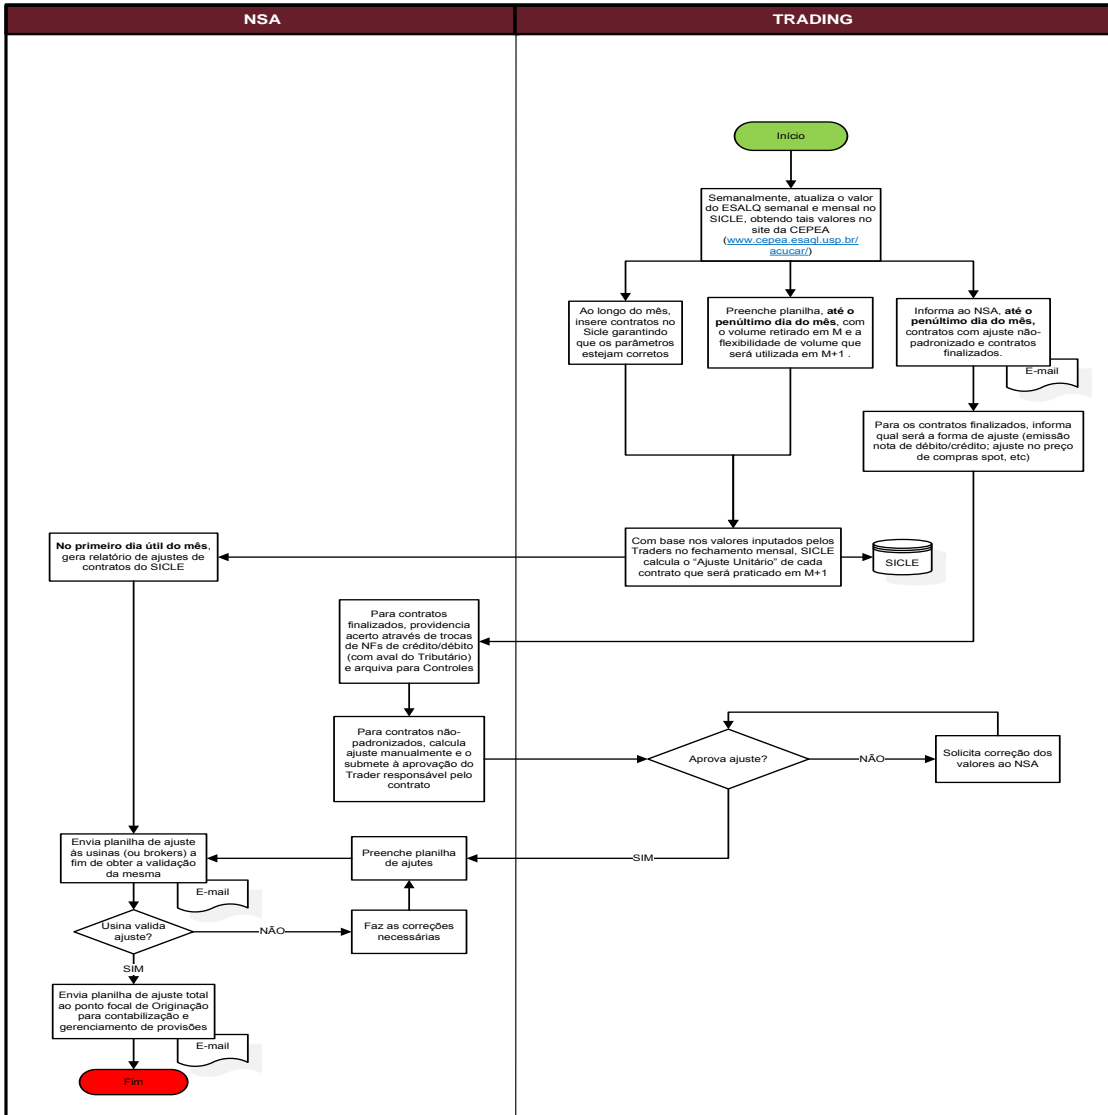 NSA
TRADING
Início
Semanalmente, atualiza o valor
do ESALQ semanal e mensal no
SICLE, obtendo tais valores no
site da CEPEA
(www.cepea.esaql.usp.br/
acucar/)
Ao longo do mês,
insere contratos no
Sicle garantindo
que os parâmetros
estejam corretos
Preenche planilha, até o
penúltimo dia do mês, com
o volume retirado em M e a
flexibilidade de volume que
será utilizada em M+1 .
Informa ao NSA, até o
penúltimo dia do mês,
contratos com ajuste não-
padronizado e contratos
finalizados.
E-mail
Para os contratos finalizados, informa
qual será a forma de ajuste (emissão
nota de débito/crédito; ajuste no preço
de compras spot, etc)
No primeiro dia útil do mês,
gera relatório de ajustes de
contratos do SICLE
Com base nos valores inputados pelos
Traders no fechamento mensal, SICLE
calcula o “Ajuste Unitário” de cada
contrato que será praticado em M+1
SICLE
Para contratos
finalizados, providencia
acerto através de trocas
de NFs de crédito/débito
(com aval do Tributário)
e arquiva para Controles
Para contratos não-
padronizados, calcula
ajuste manualmente e o
submete à aprovação do
Trader responsável pelo
contrato
Aprova ajuste?
NÃO
Solicita correção dos
valores ao NSA
SIM
Envia planilha de ajuste
às usinas (ou brokers) a
fim de obter a validação
da mesma
E-mail
Preenche planilha
de ajutes
Usina valida
ajuste?
NÃO
Faz as correções
necessárias
SIM
Envia planilha de ajuste total
ao ponto focal de Originação
para contabilização e
gerenciamento de provisões
E-mail
Fim